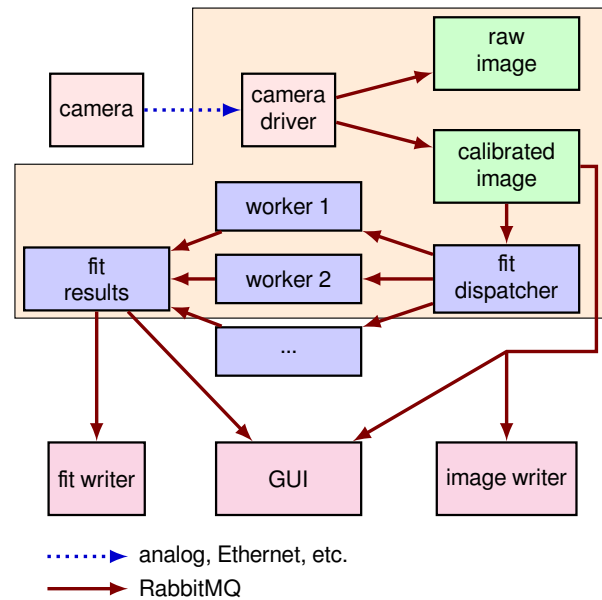 raw
image
camera
camera
driver
calibrated
image
worker 1
fit
results
worker 2
fit
dispatcher
...
fit writer
GUI
image writer
analog, Ethernet, etc.
RabbitMQ